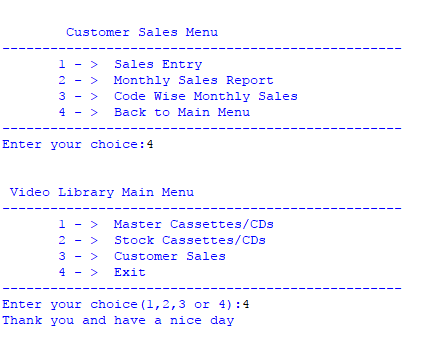 Customer Sales Menu
--------------------------------------------------
1 - > Sales Entry
2 - > Monthly Sales Report
3 - > Code Wise Monthly Sales
4 - > Back to Main Menu
--------------------------------------------------
Enter your choice:4
Video Library Main Menu
--------------------------------------------------
1 - > Master Cassettes/CDs
2 - > Stock Cassettes/CDs
3 - > Customer Sales
4 - > Exit
--------------------------------------------------
Enter your choice(1,2,3 or 4):4
Thank you and have a nice day